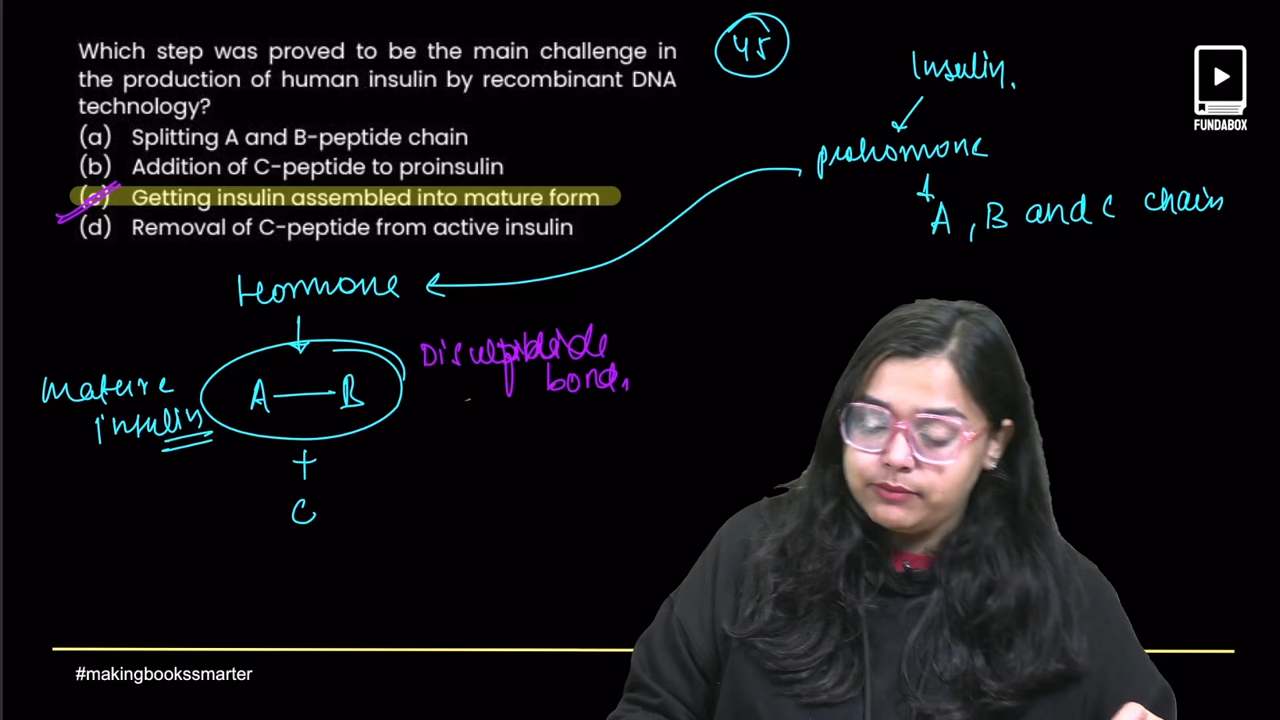 Which step was proved to be the main challenge in
the production of human insulin by recombinant DNA
technology?
(a) Splitting A and B-peptide chain
(b) Addition of C-peptide to proinsulin
(c) Getting insulin assembled into mature form
(d) Removal of C-peptide from active insulin
45
Insulin.
prohormone
A, B and C chain
FUNDABOX
Hormone
Disulphide
bond.
mature
insulin
A — B
+
C
#makingbookssmarter